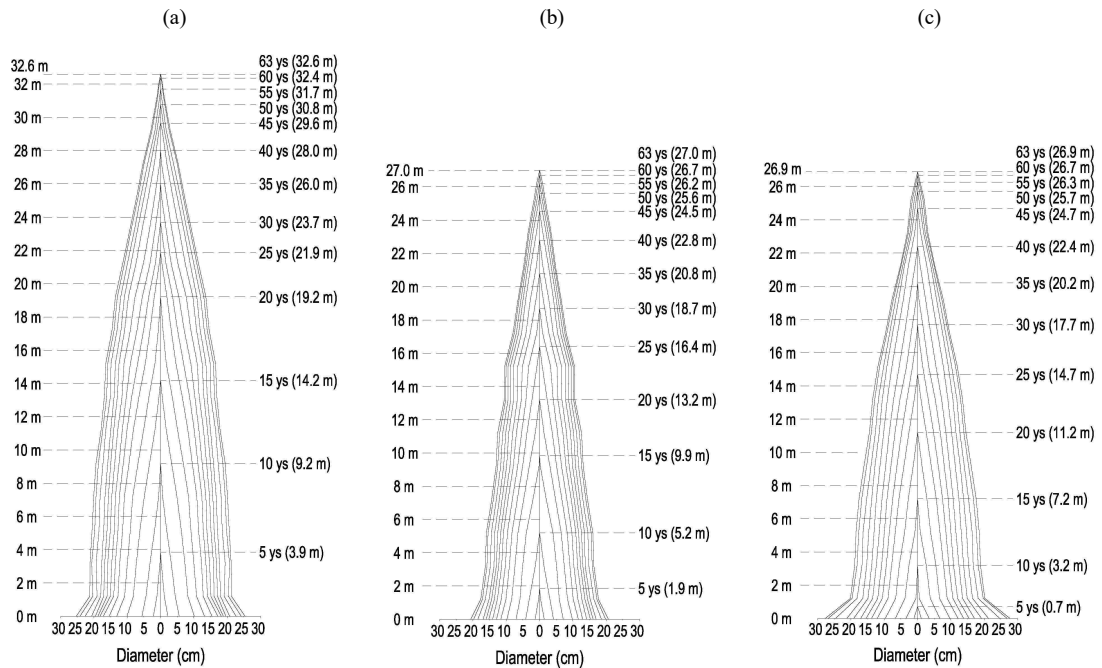 (a)
32.6 m
32 m
30 m
28 m
26 m
24 m
22 m
20 m
18 m
16 m
14 m
12 m
10 m
8 m
6 m
4 m
2 m
0 m
63 ys (32.6 m)
60 ys (32.4 m)
55 ys (31.7 m)
50 ys (30.8 m)
45 ys (29.6 m)
40 ys (28.0 m)
35 ys (26.0 m)
30 ys (23.7 m)
25 ys (21.9 m)
20 ys (19.2 m)
15 ys (14.2 m)
10 ys (9.2 m)
5 ys (3.9 m)
30 25 20 15 10 5 0 5 10 15 20 25 30
Diameter (cm)
(b)
27.0 m
26 m
24 m
22 m
20 m
18 m
16 m
14 m
12 m
10 m
8 m
6 m
4 m
2 m
0 m
63 ys (27.0 m)
60 ys (26.7 m)
55 ys (26.2 m)
50 ys (25.6 m)
45 ys (24.5 m)
40 ys (22.8 m)
35 ys (20.8 m)
30 ys (18.7 m)
25 ys (16.4 m)
20 ys (13.2 m)
15 ys (9.9 m)
10 ys (5.2 m)
5 ys (1.9 m)
30 25 20 15 10 5 0 5 10 15 20 25 30
Diameter (cm)
(c)
26.9 m
26 m
24 m
22 m
20 m
18 m
16 m
14 m
12 m
10 m
8 m
6 m
4 m
2 m
0 m
63 ys (26.9 m)
60 ys (26.7 m)
55 ys (26.3 m)
50 ys (25.7 m)
45 ys (24.7 m)
40 ys (22.4 m)
35 ys (20.2 m)
30 ys (17.7 m)
25 ys (14.7 m)
20 ys (11.2 m)
15 ys (7.2 m)
10 ys (3.2 m)
5 ys (0.7 m)
30 25 20 15 10 5 0 5 10 15 20 25 30
Diameter (cm)